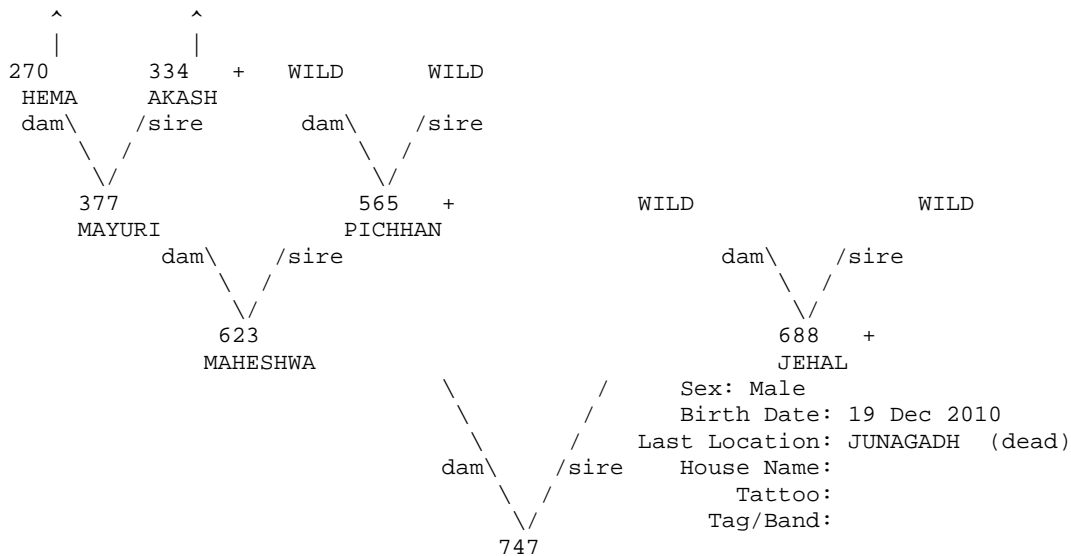 270 334 + WILD WILD
HEMA AKASH
dam\ /sire dam\ /sire
377 565 + WILD WILD
MAYURI PICHHAN
dam\ /sire dam\ /sire
623 688 +
MAHESHWA JEHAL
Sex: Male
Birth Date: 19 Dec 2010
Last Location: JUNAGADH (dead)
dam\ /sire House Name:
Tattoo:
Tag/Band:
747